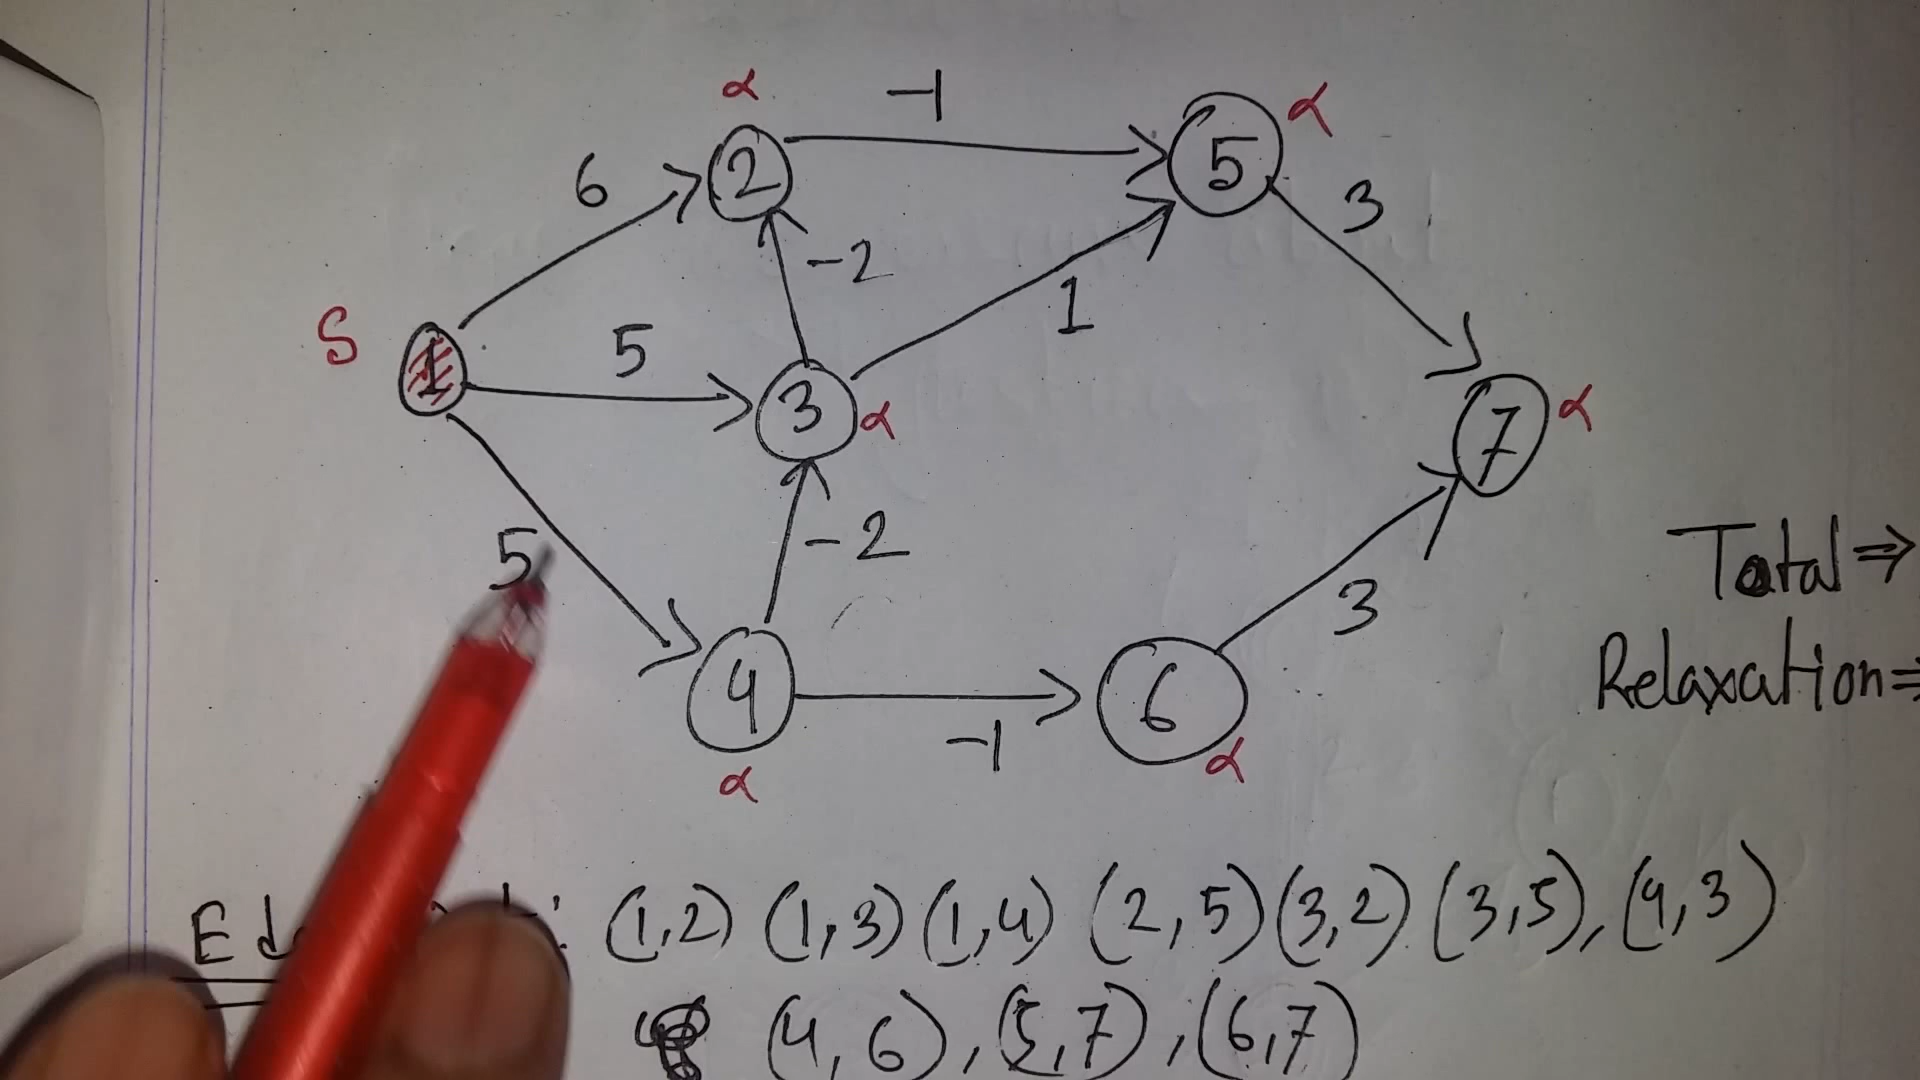 α -1 α
6 2 5 3
-2
S 5 1
1 3 α 7 α
5 -2
Total⇒
3
4 6 Relaxation⇒
-1
α α
(1,2) (1,3) (1,4) (2,5) (3,2) (3,5), (4,3)
(4,6), (5,7), (6,7)